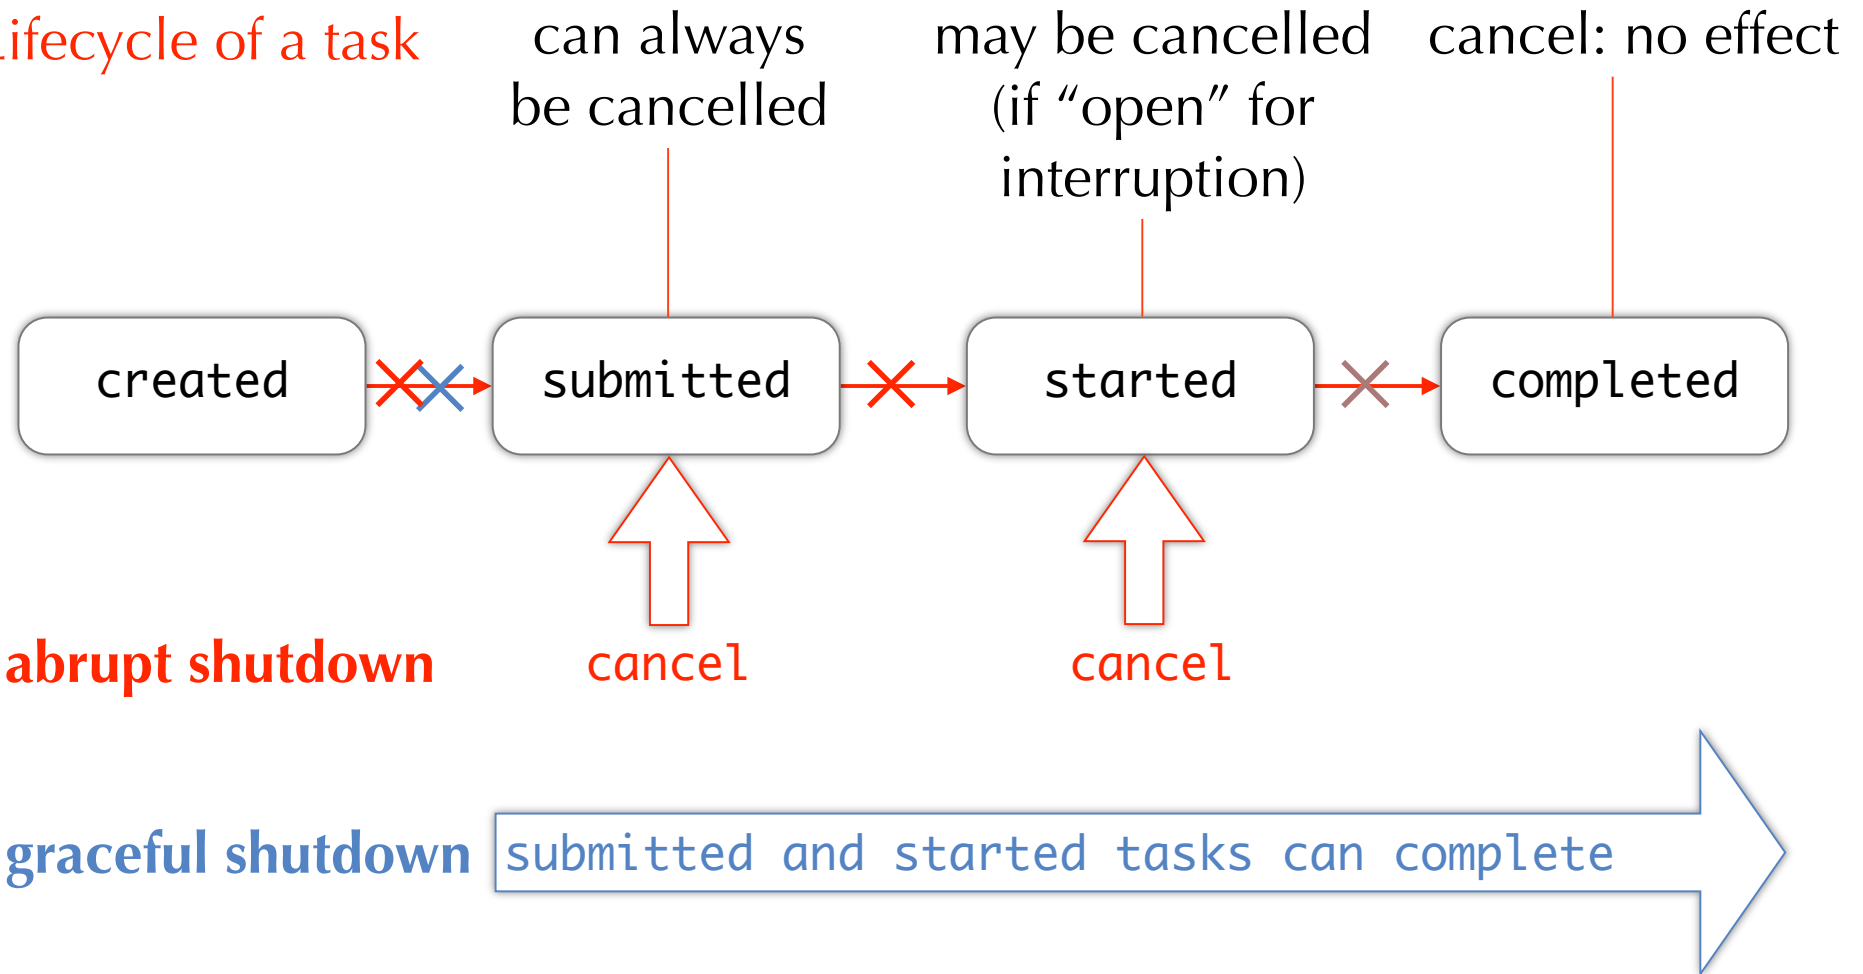 ifecycle of a task
can always
be cancelled
may be cancelled
(if “open” for
interruption)
cancel: no effect
created
submitted
started
completed
abrupt shutdown
cancel
cancel
graceful shutdown
submitted and started tasks can complete